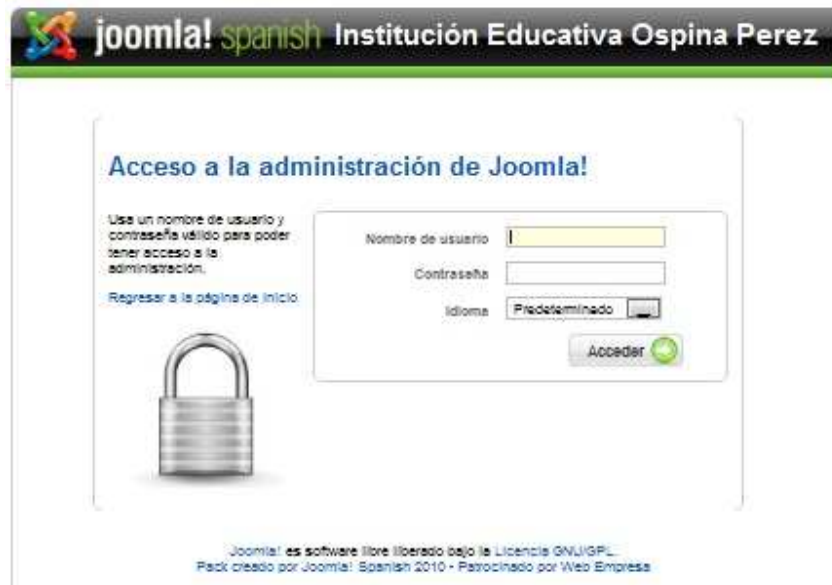 joomla! spanish Institución Educativa Ospina Perez
Acceso a la administración de Joomla!
Usa un nombre de usuario y
contraseña válido para poder
tener acceso a la
administración.
Regresar a la página de inicio
Nombre de usuario
Contraseña
Idioma Predeterminado
Acceder
Joomla! es software libre liberado bajo la Licencia GNU/GPL.
Pack creado por Joomla! Spanish 2010 - Patrocinado por Web Empresa